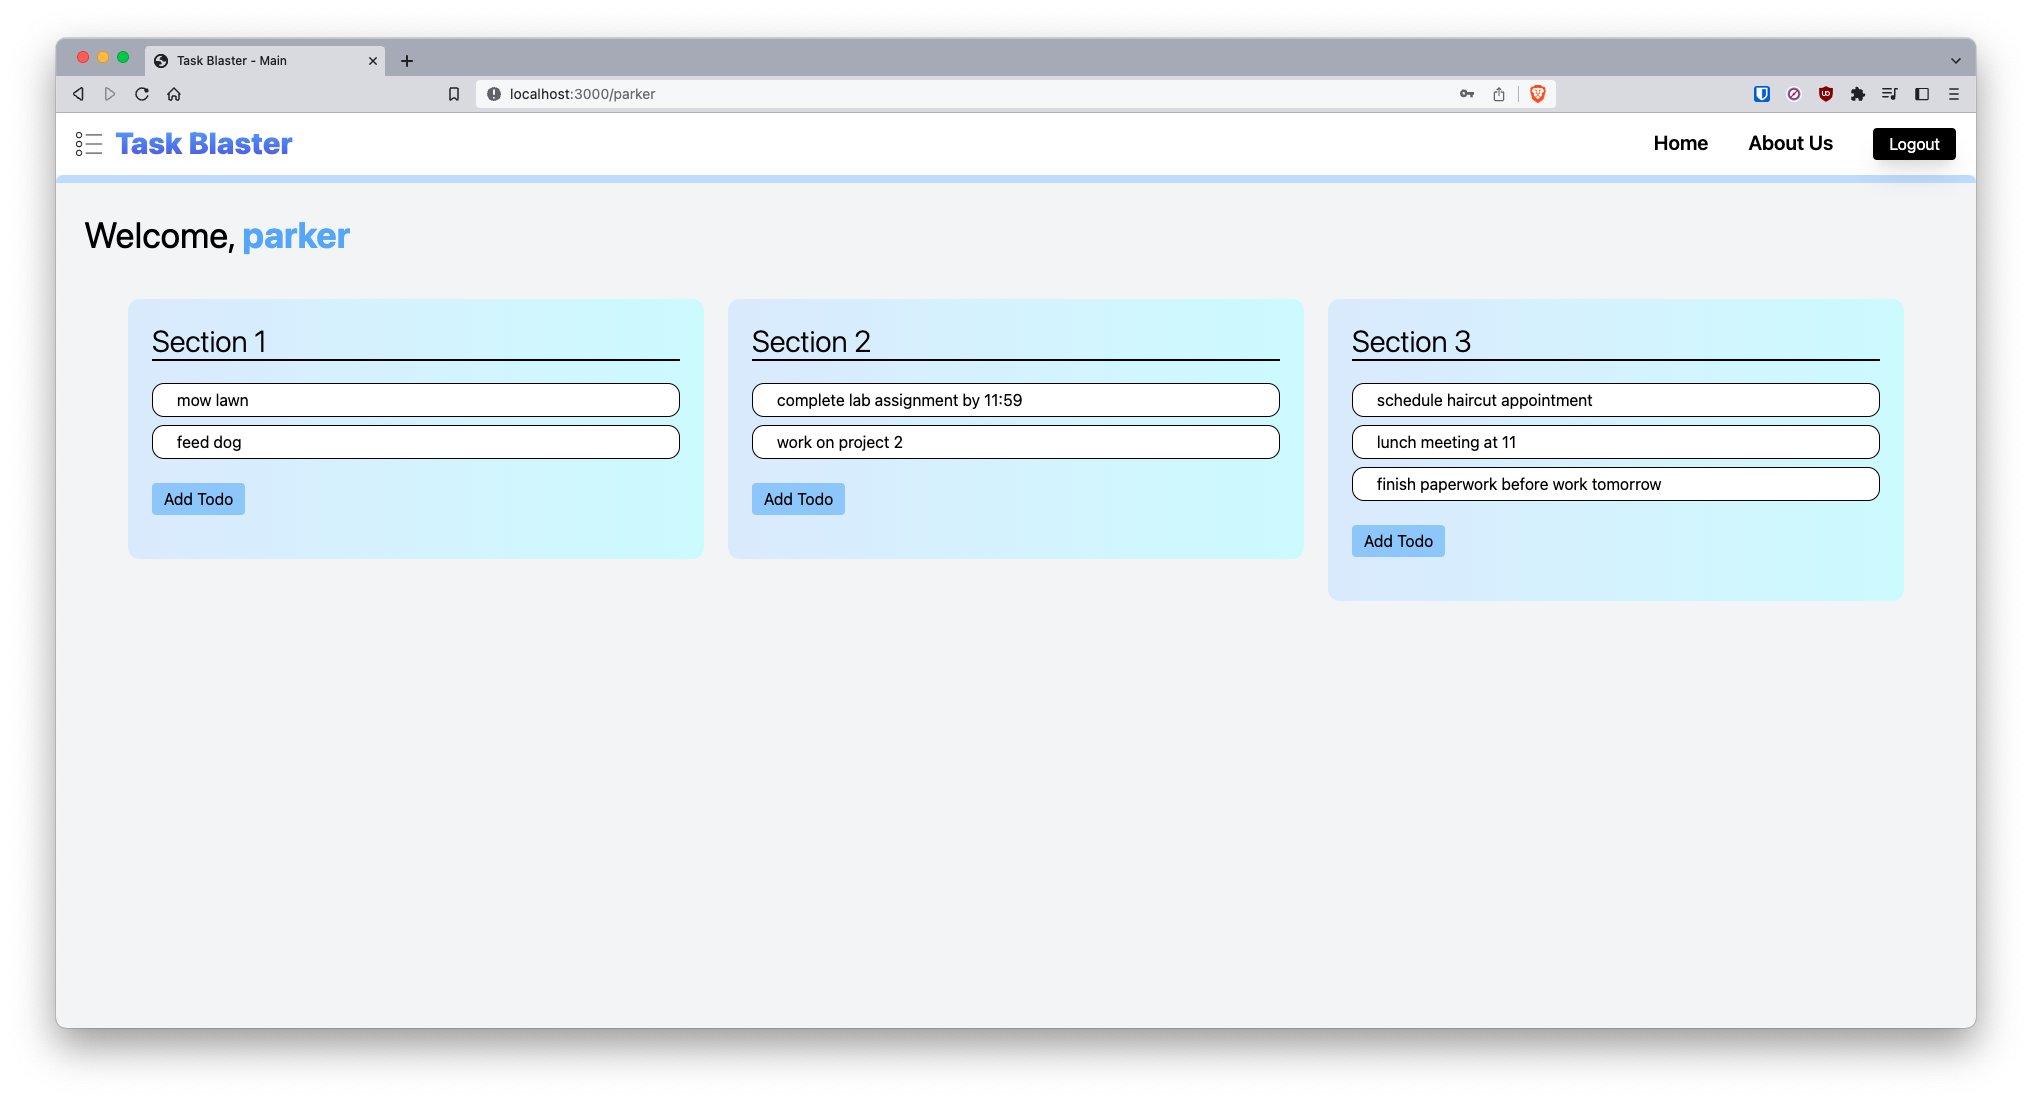 Task Blaster - Main
localhost:3000/parker
Task Blaster
Home
About Us
Logout
Welcome, parker
Section 1
mow lawn
feed dog
Add Todo
Section 2
complete lab assignment by 11:59
work on project 2
Add Todo
Section 3
schedule haircut appointment
lunch meeting at 11
finish paperwork before work tomorrow
Add Todo